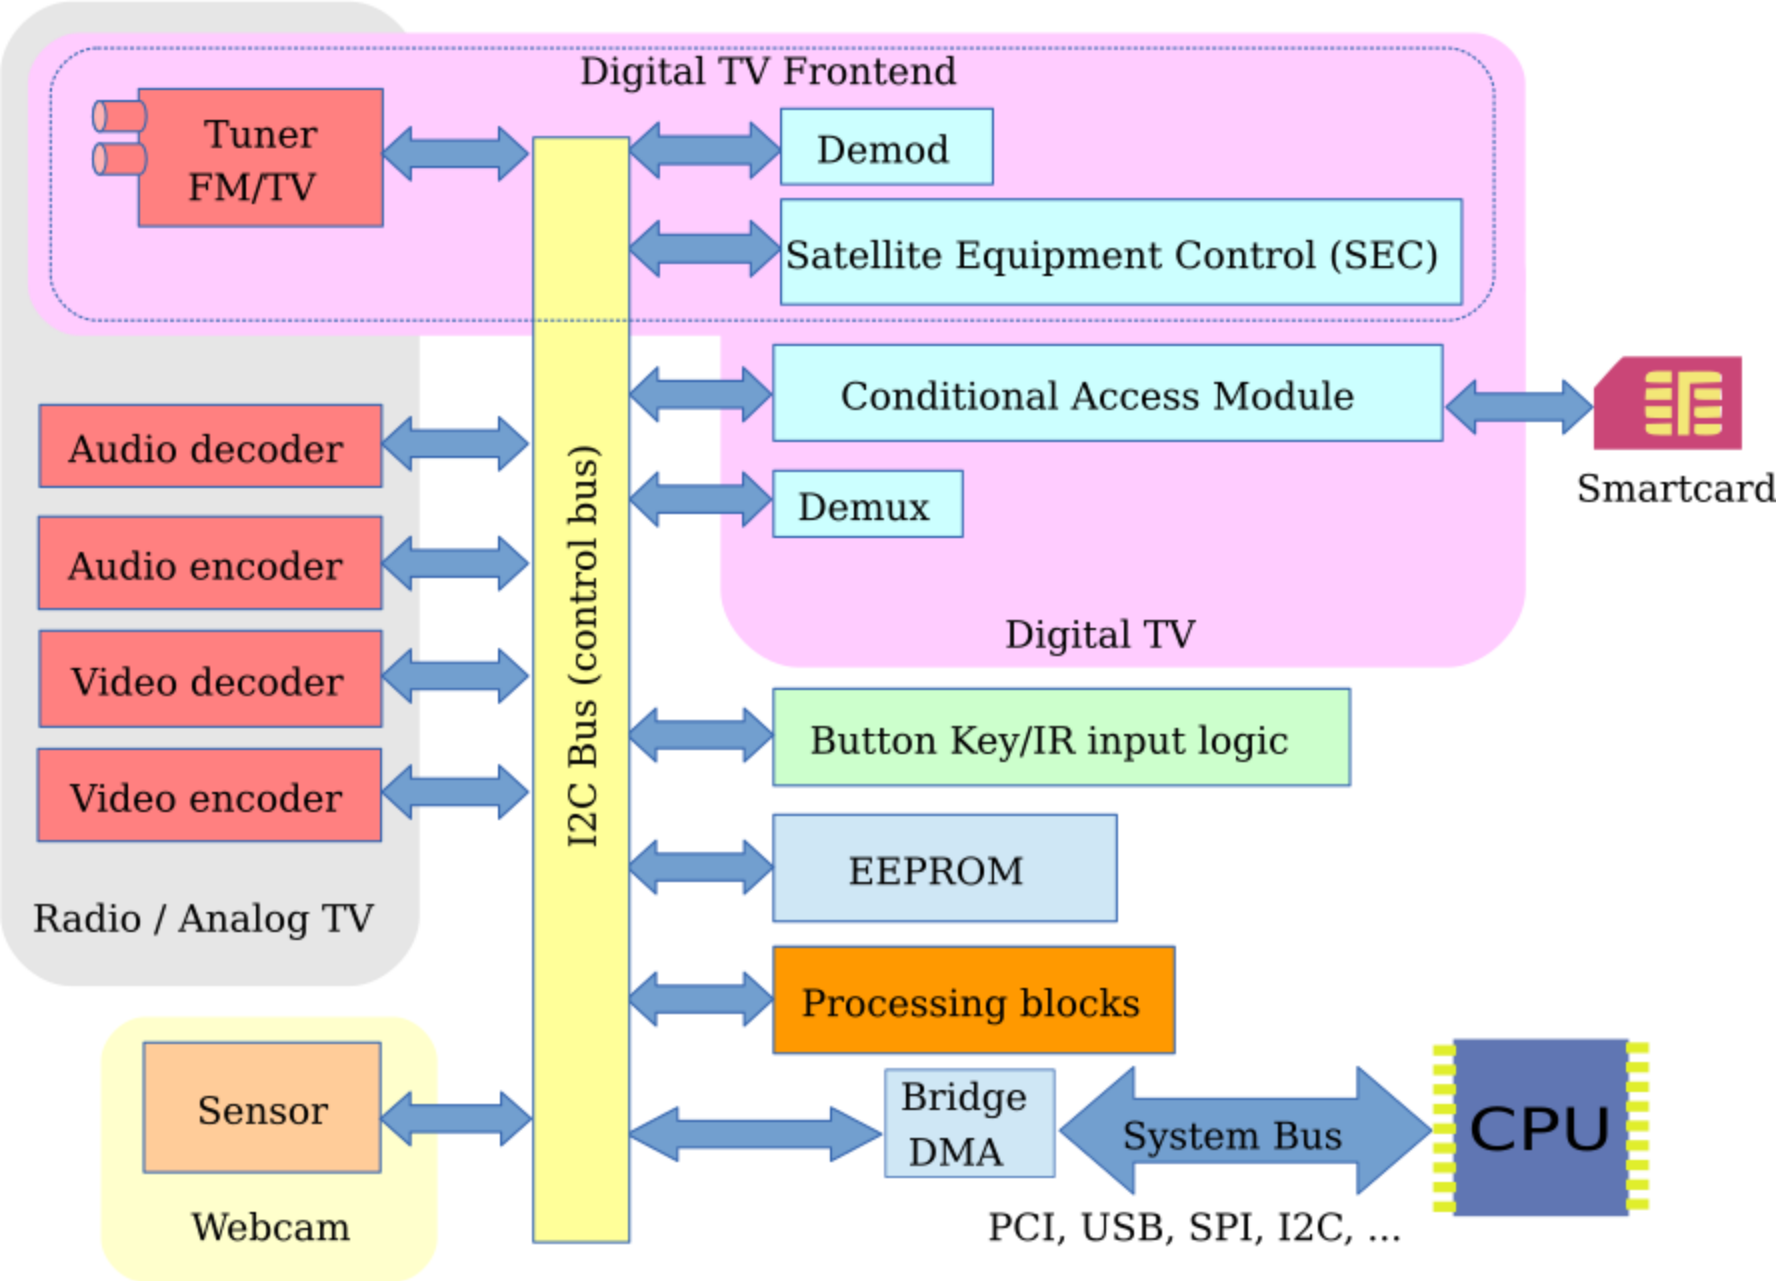 Digital TV Frontend
Tuner
FM/TV
Demod
Satellite Equipment Control (SEC)
Conditional Access Module
Smartcard
Demux
Digital TV
Audio decoder
Audio encoder
Video decoder
Video encoder
Radio / Analog TV
I2C Bus (control bus)
Button Key/IR input logic
EEPROM
Processing blocks
Sensor
Webcam
Bridge
DMA
System Bus
CPU
PCI, USB, SPI, I2C, ...